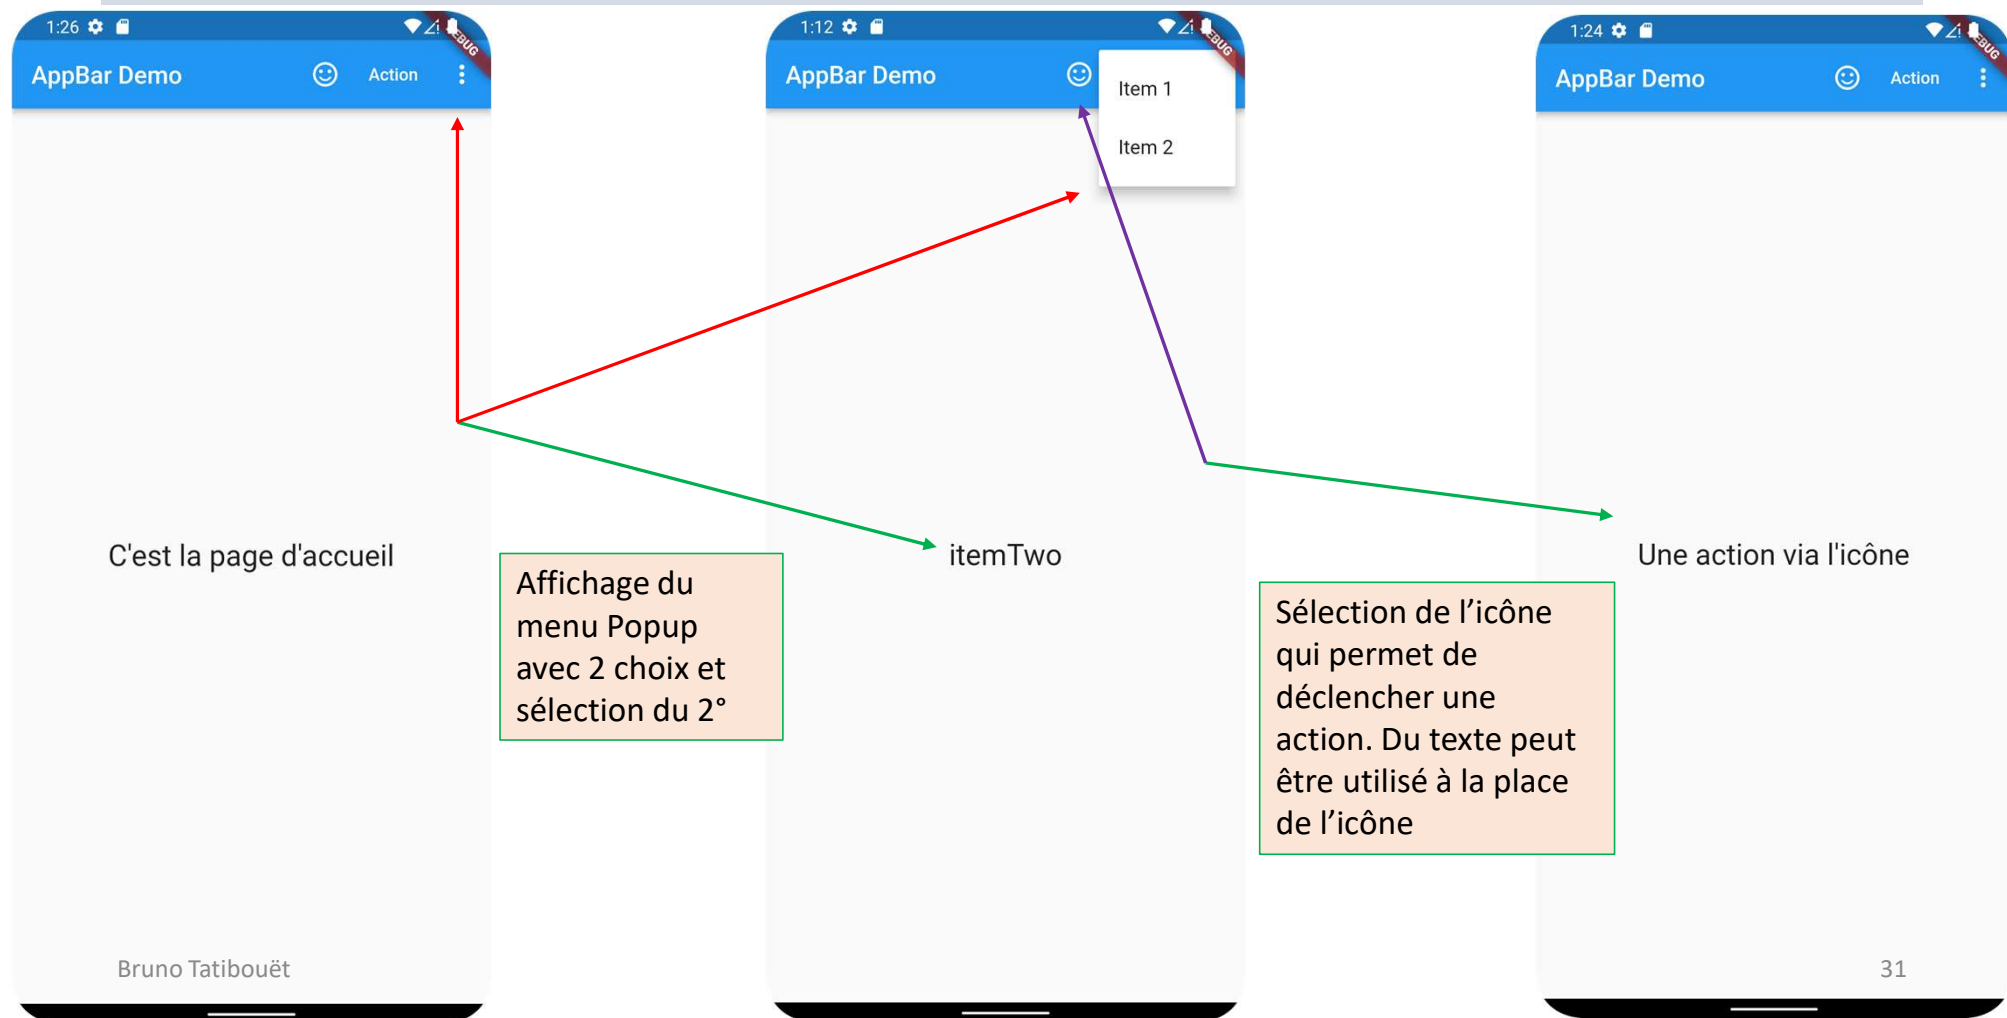 1:26
DEBUG
AppBar Demo
Action
C'est la page d'accueil
Affichage du
menu Popup
avec 2 choix et
sélection du 2°
1:12
AppBar Demo
Item 1
Item 2
itemTwo
Sélection de l’icône
qui permet de
déclencher une
action. Du texte peut
être utilisé à la place
de l’icône
1:24
AppBar Demo
Action
Une action via l'icône
Bruno Tatibouët
31